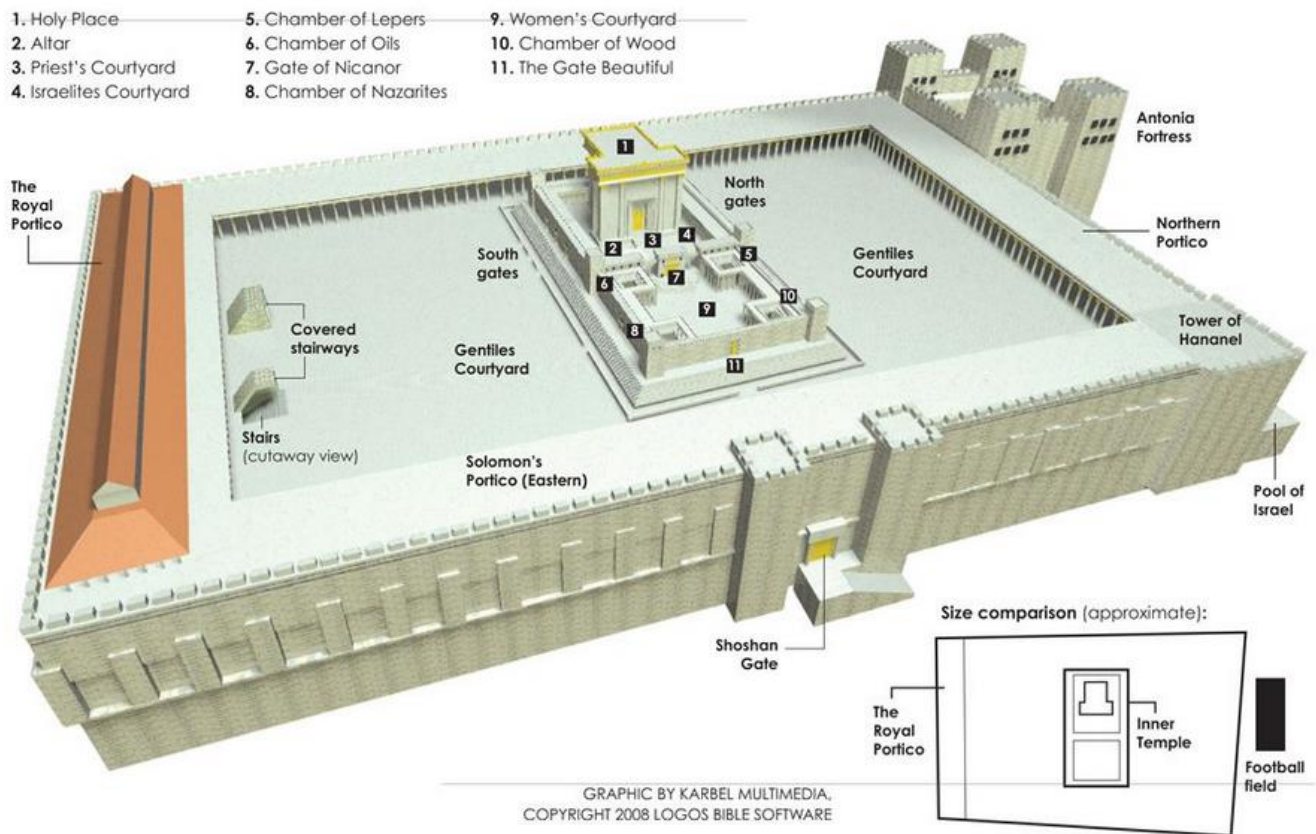 1. Holy Place
2. Altar
3. Priest's Courtyard
4. Israelites Courtyard
5. Chamber of Lepers
6. Chamber of Oils
7. Gate of Nicanor
8. Chamber of Nazarites
9. Women's Courtyard
10. Chamber of Wood
11. The Gate Beautiful
Antonia
Fortress
The
Royal
Portico
1
North
gates
Northern
Portico
South
gates
2
3
4
5
6
7
8
9
10
11
Gentiles
Courtyard
Covered
stairways
Gentiles
Courtyard
Tower of
Hananel
Stairs
(cutaway view)
Solomon's
Portico (Eastern)
Pool of
Israel
Shoshan
Gate
Size comparison (approximate):
The
Royal
Portico
Inner
Temple
Football
field
GRAPHIC BY KARBEL MULTIMEDIA,
COPYRIGHT 2008 LOGOS BIBLE SOFTWARE